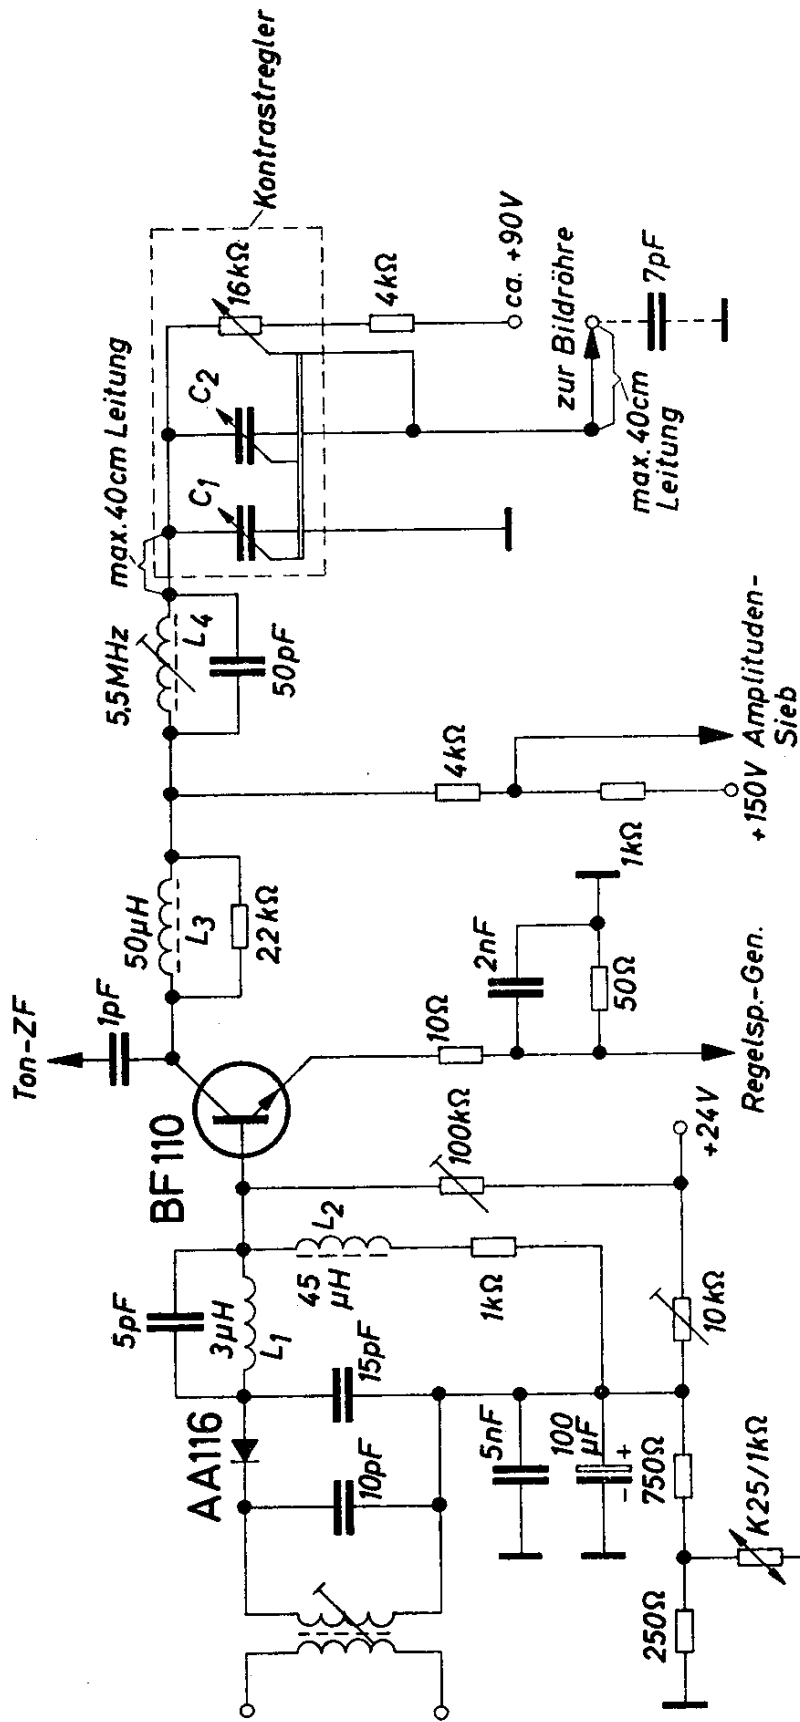 Ton-ZF
1pF
BF110
50µH
L3
22kΩ
5,5MHz
L4
50pF
max.40cm Leitung
Kontrastregler
C1
C2
16kΩ
4kΩ
ca. +90V
zur Bildröhre
max.40cm
Leitung
7pF
AA116
5pF
3µH
L1
L2
45
µH
15pF
10pF
1kΩ
100kΩ
10Ω
2nF
50Ω
Regelsp.-Gen.
4kΩ
1kΩ
+150V
Amplituden-
Sieb
+24V
10kΩ
5nF
100
µF
+
−
750Ω
250Ω
K25/1kΩ